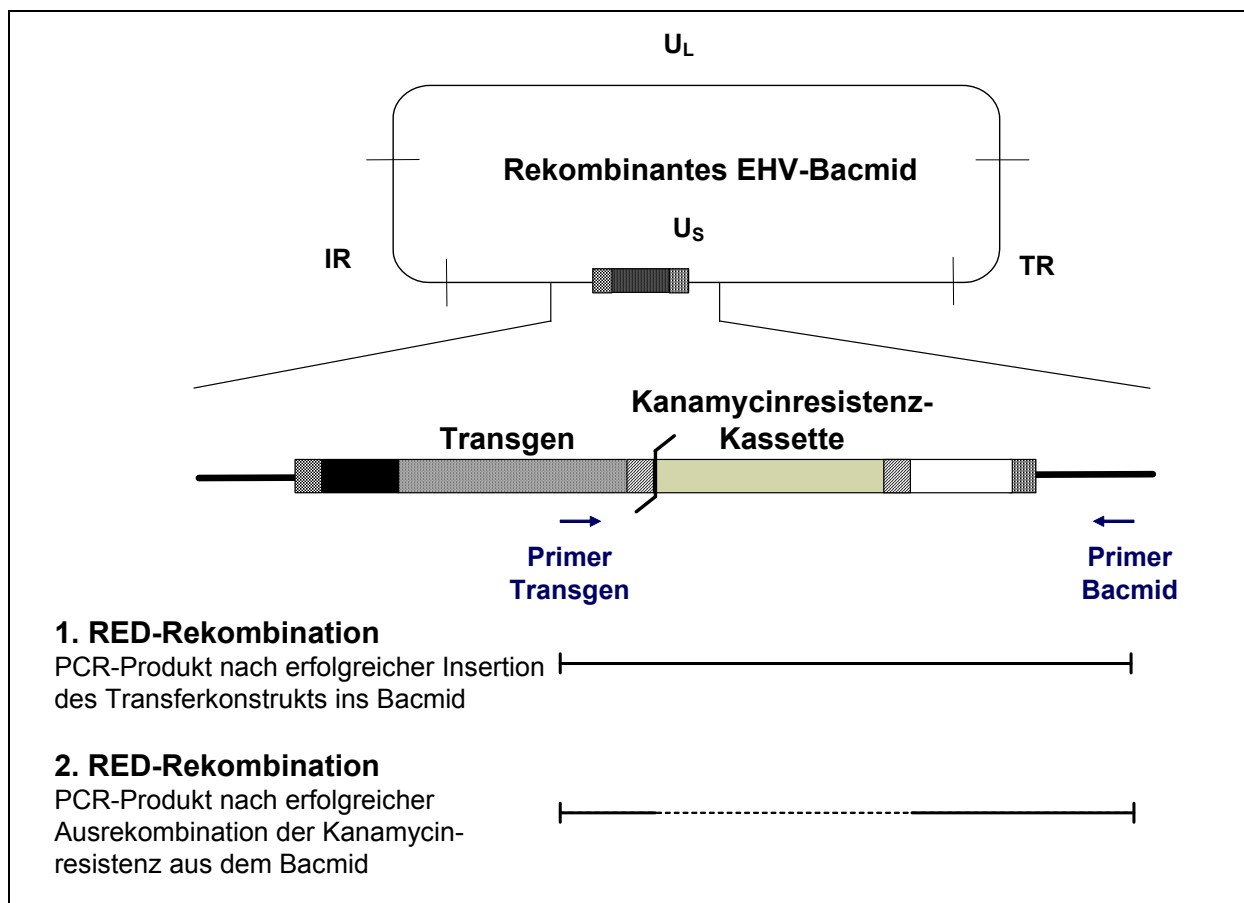 UL
Rekombinantes EHV-Bacmid
US
IR
TR
Kanamycinresistenz-
Transgen
Kassette
Primer
Transgen
Primer
Bacmid
1. RED-Rekombination
PCR-Produkt nach erfolgreicher Insertion
des Transferkonstrukts ins Bacmid
2. RED-Rekombination
PCR-Produkt nach erfolgreicher
Ausrekombination der Kanamycin-
resistenz aus dem Bacmid